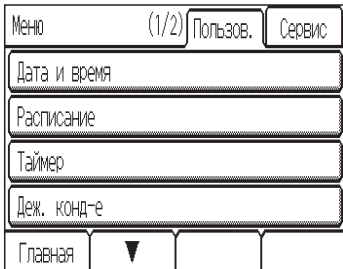 Меню (1/2) Пользов. Сервис
Дата и время
Расписание
Таймер
Деж. конд-е
Главная ▼